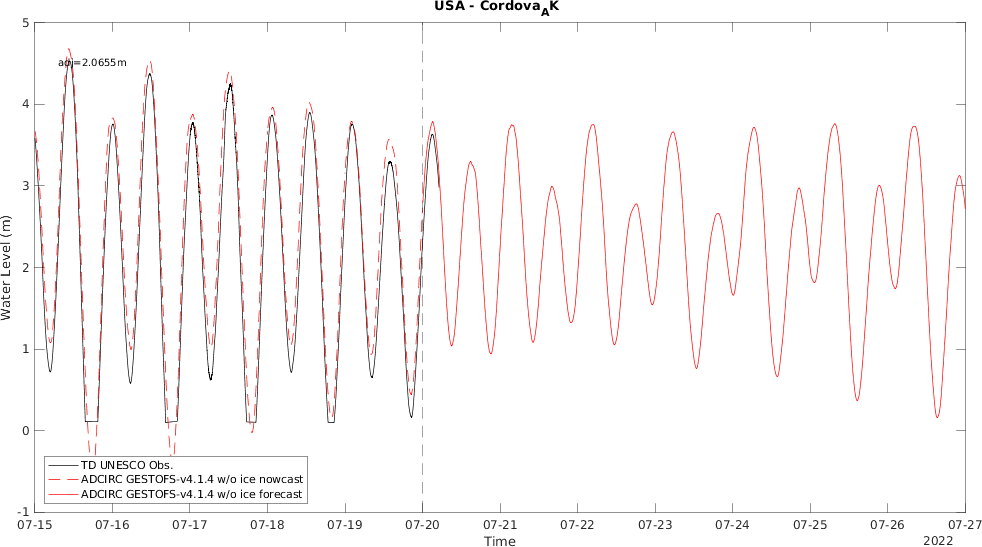 USA - Cordova_AK
5
adj=2.0655m
4
3
2
1
0
-1
Water Level (m)
TD UNESCO Obs.
ADCIRC GESTOFS-v4.1.4 w/o ice nowcast
ADCIRC GESTOFS-v4.1.4 w/o ice forecast
07-15 07-16 07-17 07-18 07-19 07-20 07-21 07-22 07-23 07-24 07-25 07-26 07-27
Time
2022